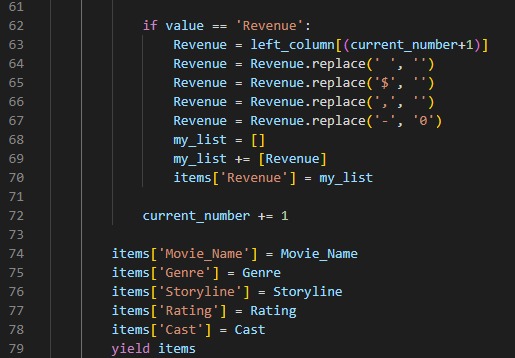 61
62 if value == 'Revenue':
63 Revenue = left_column[(current_number+1)]
64 Revenue = Revenue.replace(' ', '')
65 Revenue = Revenue.replace('$', '')
66 Revenue = Revenue.replace(',', '')
67 Revenue = Revenue.replace('-', '0')
68 my_list = []
69 my_list += [Revenue]
70 items['Revenue'] = my_list
71
72 current_number += 1
73
74 items['Movie_Name'] = Movie_Name
75 items['Genre'] = Genre
76 items['Storyline'] = Storyline
77 items['Rating'] = Rating
78 items['Cast'] = Cast
79 yield items